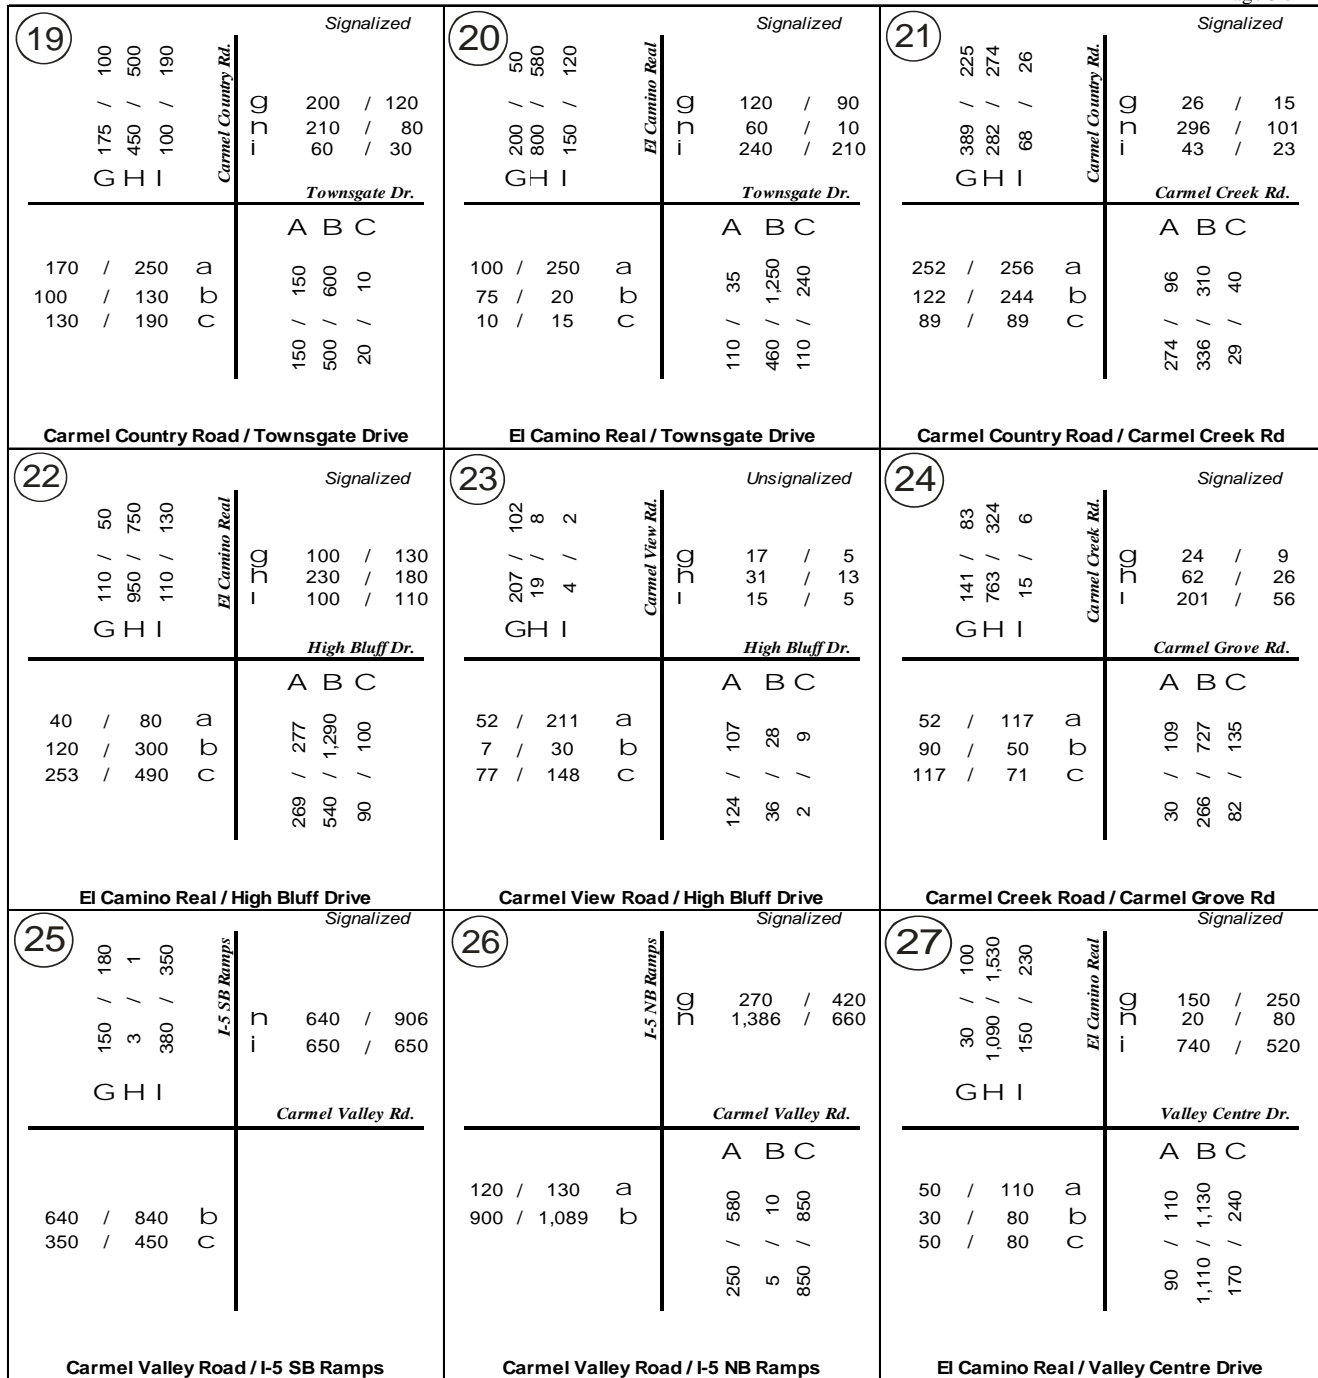 19
Signalized
175 / 100
450 / 500
100 / 190
G H I
Carmel Country Rd.
g 200 / 120
h 210 / 80
i 60 / 30
Townsgate Dr.
170 / 250 a
100 / 130 b
130 / 190 c
A B C
150 / 150
500 / 600
20 / 10
Carmel Country Road / Townsgate Drive
20
Signalized
200 / 50
800 / 580
150 / 120
G H I
El Camino Real
g 120 / 90
h 60 / 10
i 240 / 210
Townsgate Dr.
100 / 250 a
75 / 20 b
10 / 15 c
A B C
110 / 35
460 / 1,250
110 / 240
El Camino Real / Townsgate Drive
21
Signalized
389 / 225
282 / 274
68 / 26
G H I
Carmel Country Rd.
g 26 / 15
h 296 / 101
i 43 / 23
Carmel Creek Rd.
252 / 256 a
122 / 244 b
89 / 89 c
A B C
274 / 96
336 / 310
29 / 40
Carmel Country Road / Carmel Creek Rd
22
Signalized
110 / 50
950 / 750
110 / 130
G H I
El Camino Real
g 100 / 130
h 230 / 180
i 100 / 110
High Bluff Dr.
40 / 80 a
120 / 300 b
253 / 490 c
A B C
269 / 277
540 / 1,290
90 / 100
El Camino Real / High Bluff Drive
23
Unsignalized
207 / 102
19 / 8
4 / 2
G H I
Carmel View Rd.
g 17 / 5
h 31 / 13
i 15 / 5
High Bluff Dr.
52 / 211 a
7 / 30 b
77 / 148 c
A B C
124 / 107
36 / 28
2 / 9
Carmel View Road / High Bluff Drive
24
Signalized
141 / 83
763 / 324
15 / 6
G H I
Carmel Creek Rd.
g 24 / 9
h 62 / 26
i 201 / 56
Carmel Grove Rd.
52 / 117 a
90 / 50 b
117 / 71 c
A B C
30 / 109
266 / 727
82 / 135
Carmel Creek Road / Carmel Grove Rd
25
Signalized
150 / 180
3 / 1
380 / 350
G H I
I-5 SB Ramps
h 640 / 906
i 650 / 650
Carmel Valley Rd.
640 / 840 b
350 / 450 c
Carmel Valley Road / I-5 SB Ramps
26
Signalized
I-5 NB Ramps
g 270 / 420
h 1,386 / 660
Carmel Valley Rd.
120 / 130 a
900 / 1,089 b
A B C
250 / 580
5 / 10
850 / 850
Carmel Valley Road / I-5 NB Ramps
27
Signalized
30 / 100
1,090 / 1,530
150 / 230
G H I
El Camino Real
g 150 / 250
h 20 / 80
i 740 / 520
Valley Centre Dr.
50 / 110 a
30 / 80 b
50 / 80 c
A B C
90 / 110
1,110 / 1,130
170 / 240
El Camino Real / Valley Centre Drive